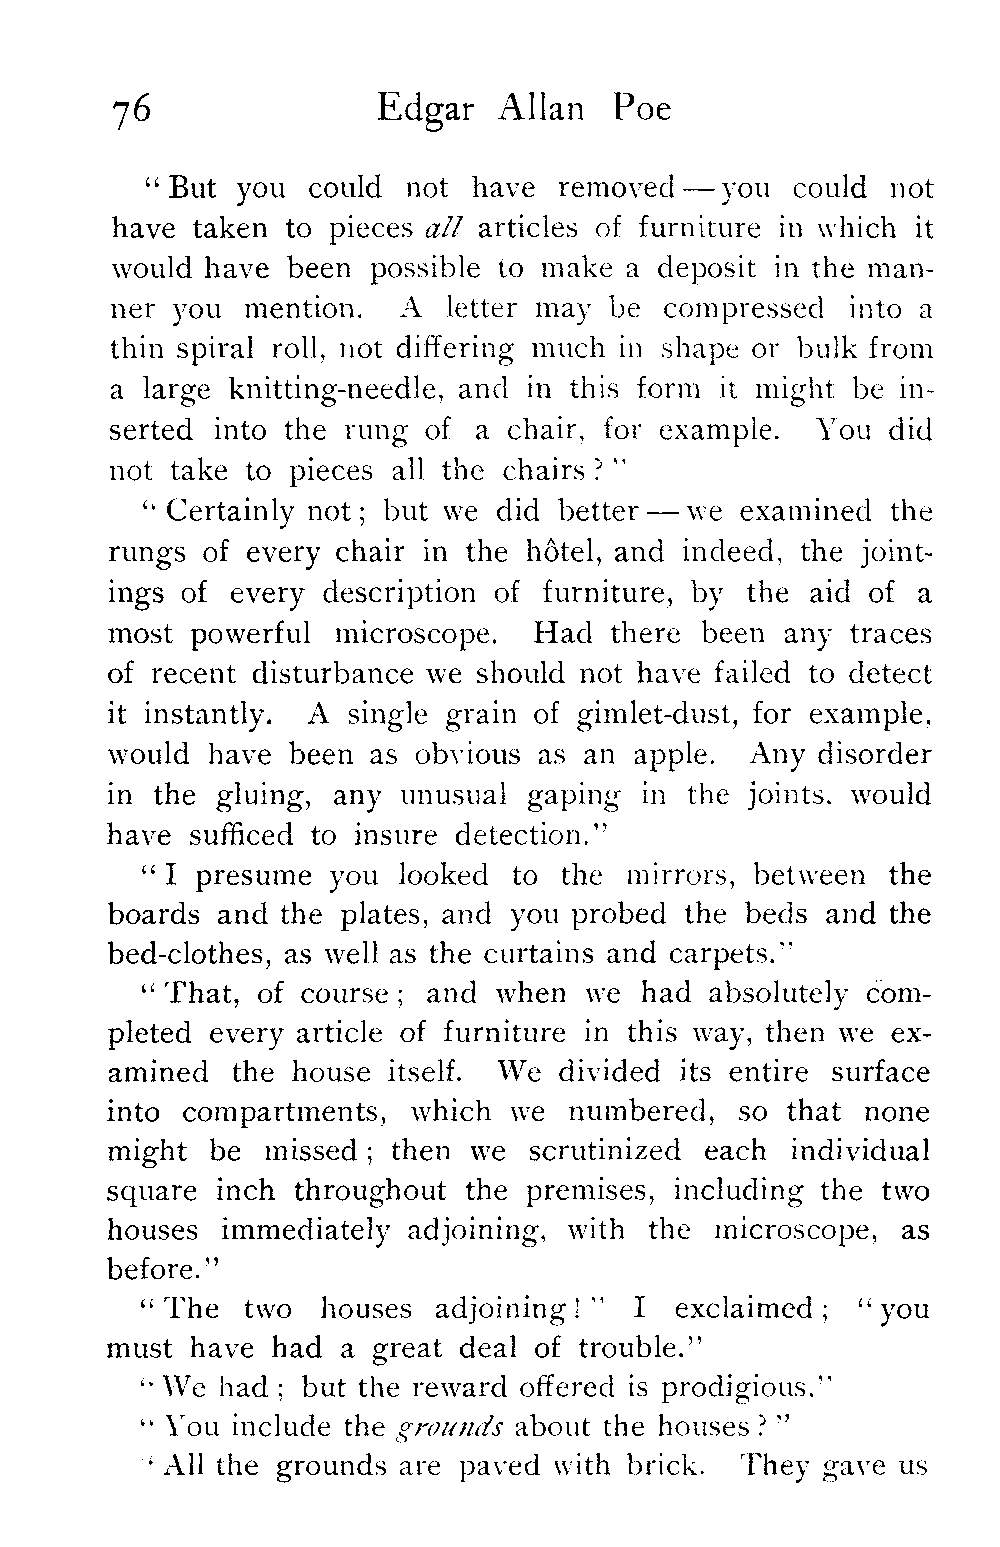 76 Edgar Allan Poe
“But you could not have removed — you could not
have taken to pieces all articles of furniture in which it
would have been possible to make a deposit in the man-
ner you mention. A letter may be compressed into a
thin spiral roll, not differing much in shape or bulk from
a large knitting-needle, and in this form it might be in-
serted into the rung of a chair, for example. You did
not take to pieces all the chairs?”
“Certainly not; but we did better — we examined the
rungs of every chair in the hôtel, and indeed, the joint-
ings of every description of furniture, by the aid of a
most powerful microscope. Had there been any traces
of recent disturbance we should not have failed to detect
it instantly. A single grain of gimlet-dust, for example,
would have been as obvious as an apple. Any disorder
in the gluing, any unusual gaping in the joints, would
have sufficed to insure detection.”
“I presume you looked to the mirrors, between the
boards and the plates, and you probed the beds and the
bed-clothes, as well as the curtains and carpets.”
“That, of course; and when we had absolutely com-
pleted every article of furniture in this way, then we ex-
amined the house itself. We divided its entire surface
into compartments, which we numbered, so that none
might be missed; then we scrutinized each individual
square inch throughout the premises, including the two
houses immediately adjoining, with the microscope, as
before.”
“The two houses adjoining!” I exclaimed; “you
must have had a great deal of trouble.”
“We had; but the reward offered is prodigious.”
“You include the grounds about the houses?”
‘All the grounds are paved with brick. They gave us